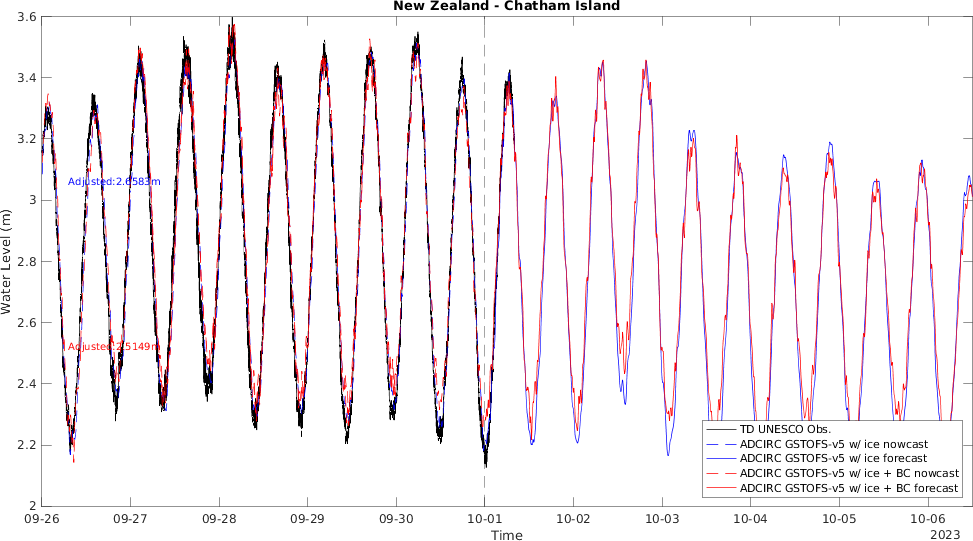 New Zealand - Chatham Island
Water Level (m)
3.6
3.4
3.2
3
2.8
2.6
2.4
2.2
2
Adjusted:2.6583m
Adjusted:2.5149m
TD UNESCO Obs.
ADCIRC GSTOFS-v5 w/ ice nowcast
ADCIRC GSTOFS-v5 w/ ice forecast
ADCIRC GSTOFS-v5 w/ ice + BC nowcast
ADCIRC GSTOFS-v5 w/ ice + BC forecast
09-26 09-27 09-28 09-29 09-30 10-01 10-02 10-03 10-04 10-05 10-06
2023
Time